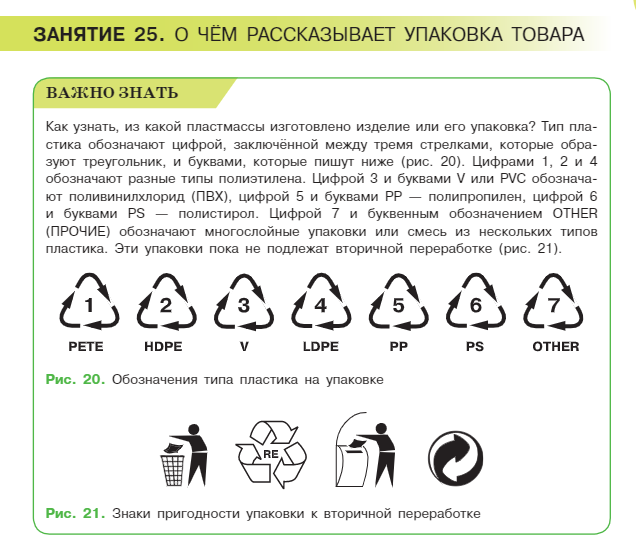 ЗАНЯТИЕ 25. О ЧЁМ РАССКАЗЫВАЕТ УПАКОВКА ТОВАРА
ВАЖНО ЗНАТЬ
Как узнать, из какой пластмассы изготовлено изделие или его упаковка? Тип пла-
стика обозначают цифрой, заключённой между тремя стрелками, которые обра-
зуют треугольник, и буквами, которые пишут ниже (рис. 20). Цифрами 1, 2 и 4
обозначают разные типы полиэтилена. Цифрой 3 и буквами V или PVC обознача-
ют поливинилхлорид (ПВХ), цифрой 5 и буквами PP — полипропилен, цифрой 6
и буквами PS — полистирол. Цифрой 7 и буквенным обозначением OTHER
(ПРОЧИЕ) обозначают многослойные упаковки или смесь из нескольких типов
пластика. Эти упаковки пока не подлежат вторичной переработке (рис. 21).
1 2 3 4 5 6 7
PETE HDPE V LDPE PP PS OTHER
Рис. 20. Обозначения типа пластика на упаковке
RE
Рис. 21. Знаки пригодности упаковки к вторичной переработке